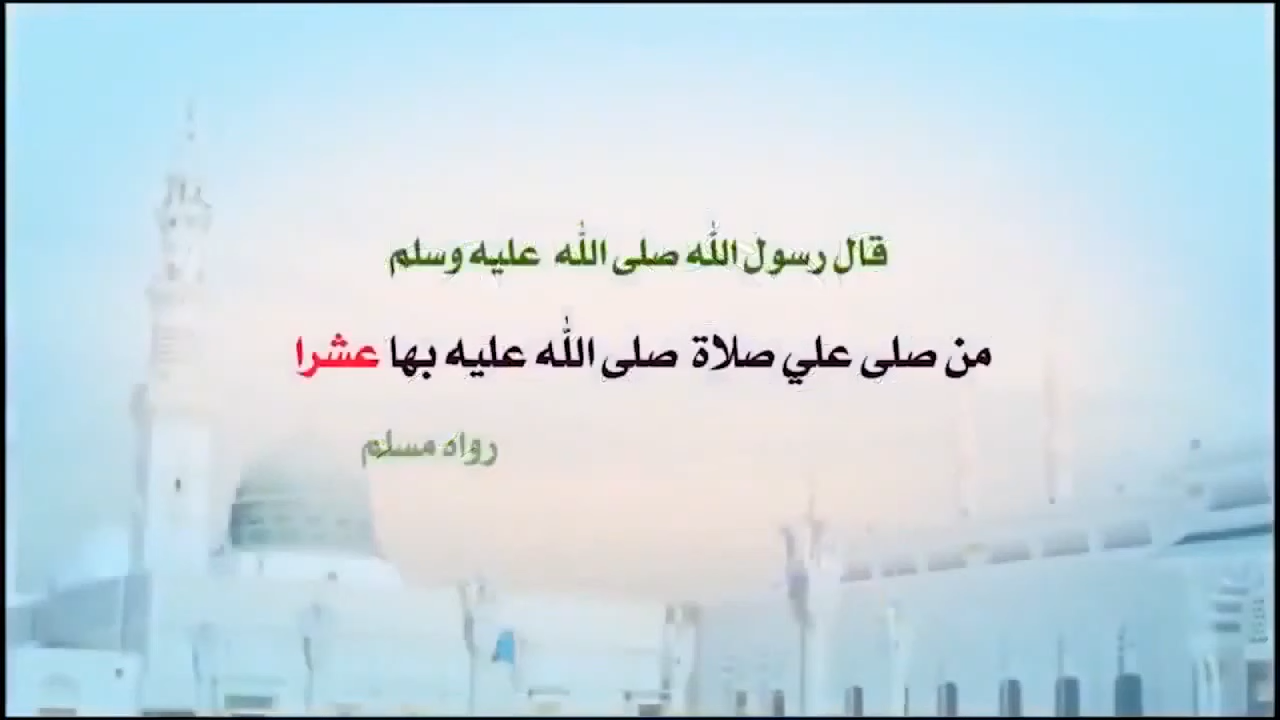 قال رسول الله صلى الله عليه وسلم
من صلى علي صلاة صلى الله عليه بها عشرا
رواه مسلم